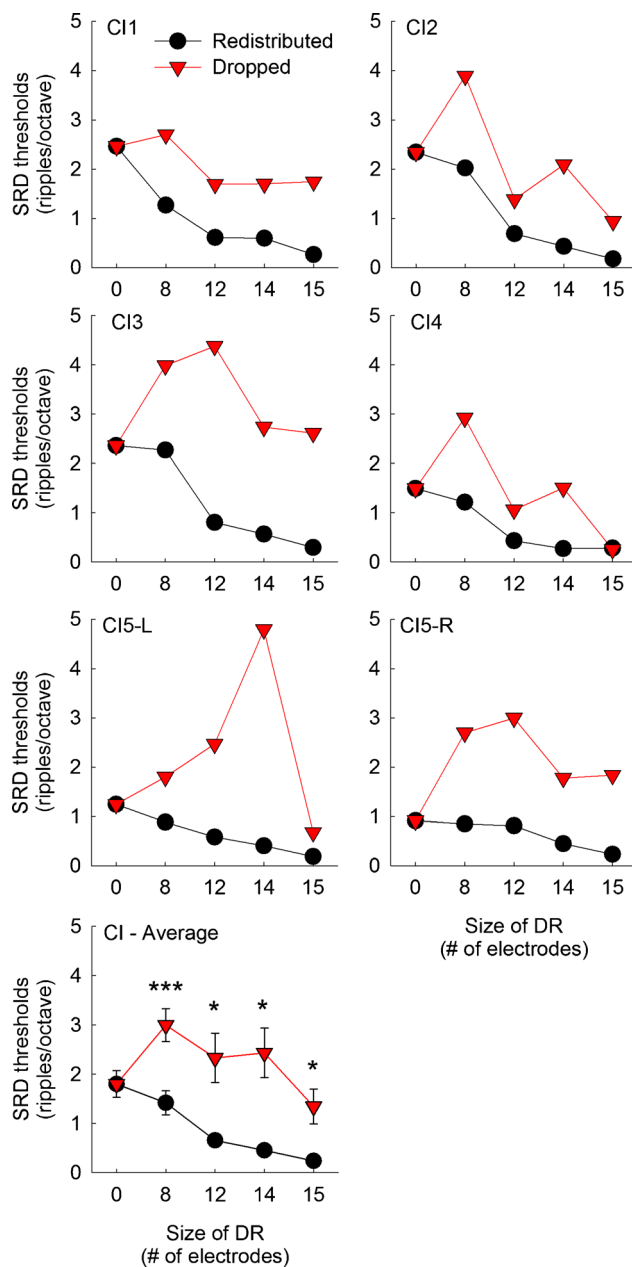 CI1
Redistributed
Dropped
SRD thresholds
(ripples/octave)
5
4
3
2
1
0
0 8 12 14 15
CI2
5
4
3
2
1
0
0 8 12 14 15
CI3
SRD thresholds
(ripples/octave)
5
4
3
2
1
0
0 8 12 14 15
CI4
5
4
3
2
1
0
0 8 12 14 15
CI5-L
SRD thresholds
(ripples/octave)
5
4
3
2
1
0
0 8 12 14 15
CI5-R
5
4
3
2
1
0
0 8 12 14 15
Size of DR
(# of electrodes)
CI - Average
SRD thresholds
(ripples/octave)
5
4
3
2
1
0
*** * * *
0 8 12 14 15
Size of DR
(# of electrodes)